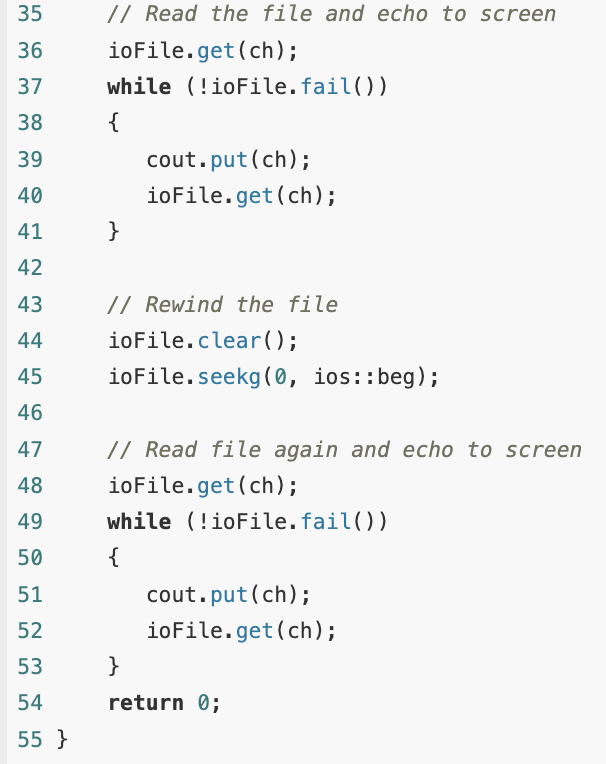 35 // Read the file and echo to screen
36 ioFile.get(ch);
37 while (!ioFile.fail())
38 {
39 cout.put(ch);
40 ioFile.get(ch);
41 }
42
43 // Rewind the file
44 ioFile.clear();
45 ioFile.seekg(0, ios::beg);
46
47 // Read file again and echo to screen
48 ioFile.get(ch);
49 while (!ioFile.fail())
50 {
51 cout.put(ch);
52 ioFile.get(ch);
53 }
54 return 0;
55 }